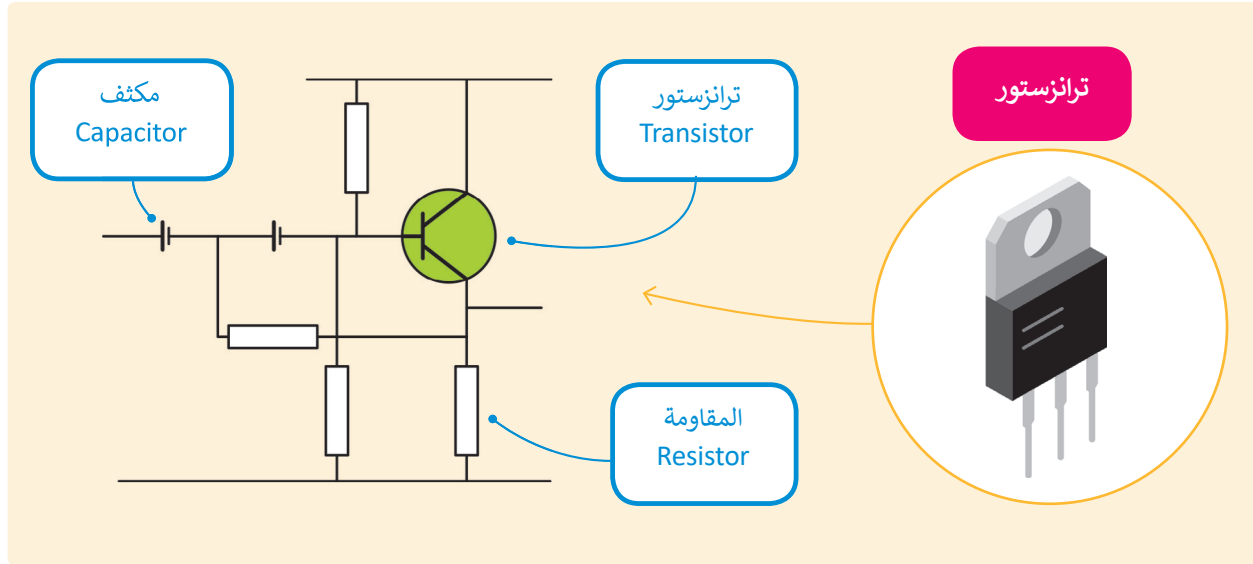 ترانزستور
ترانزستور
Transistor
مكثف
Capacitor
المقاومة
Resistor